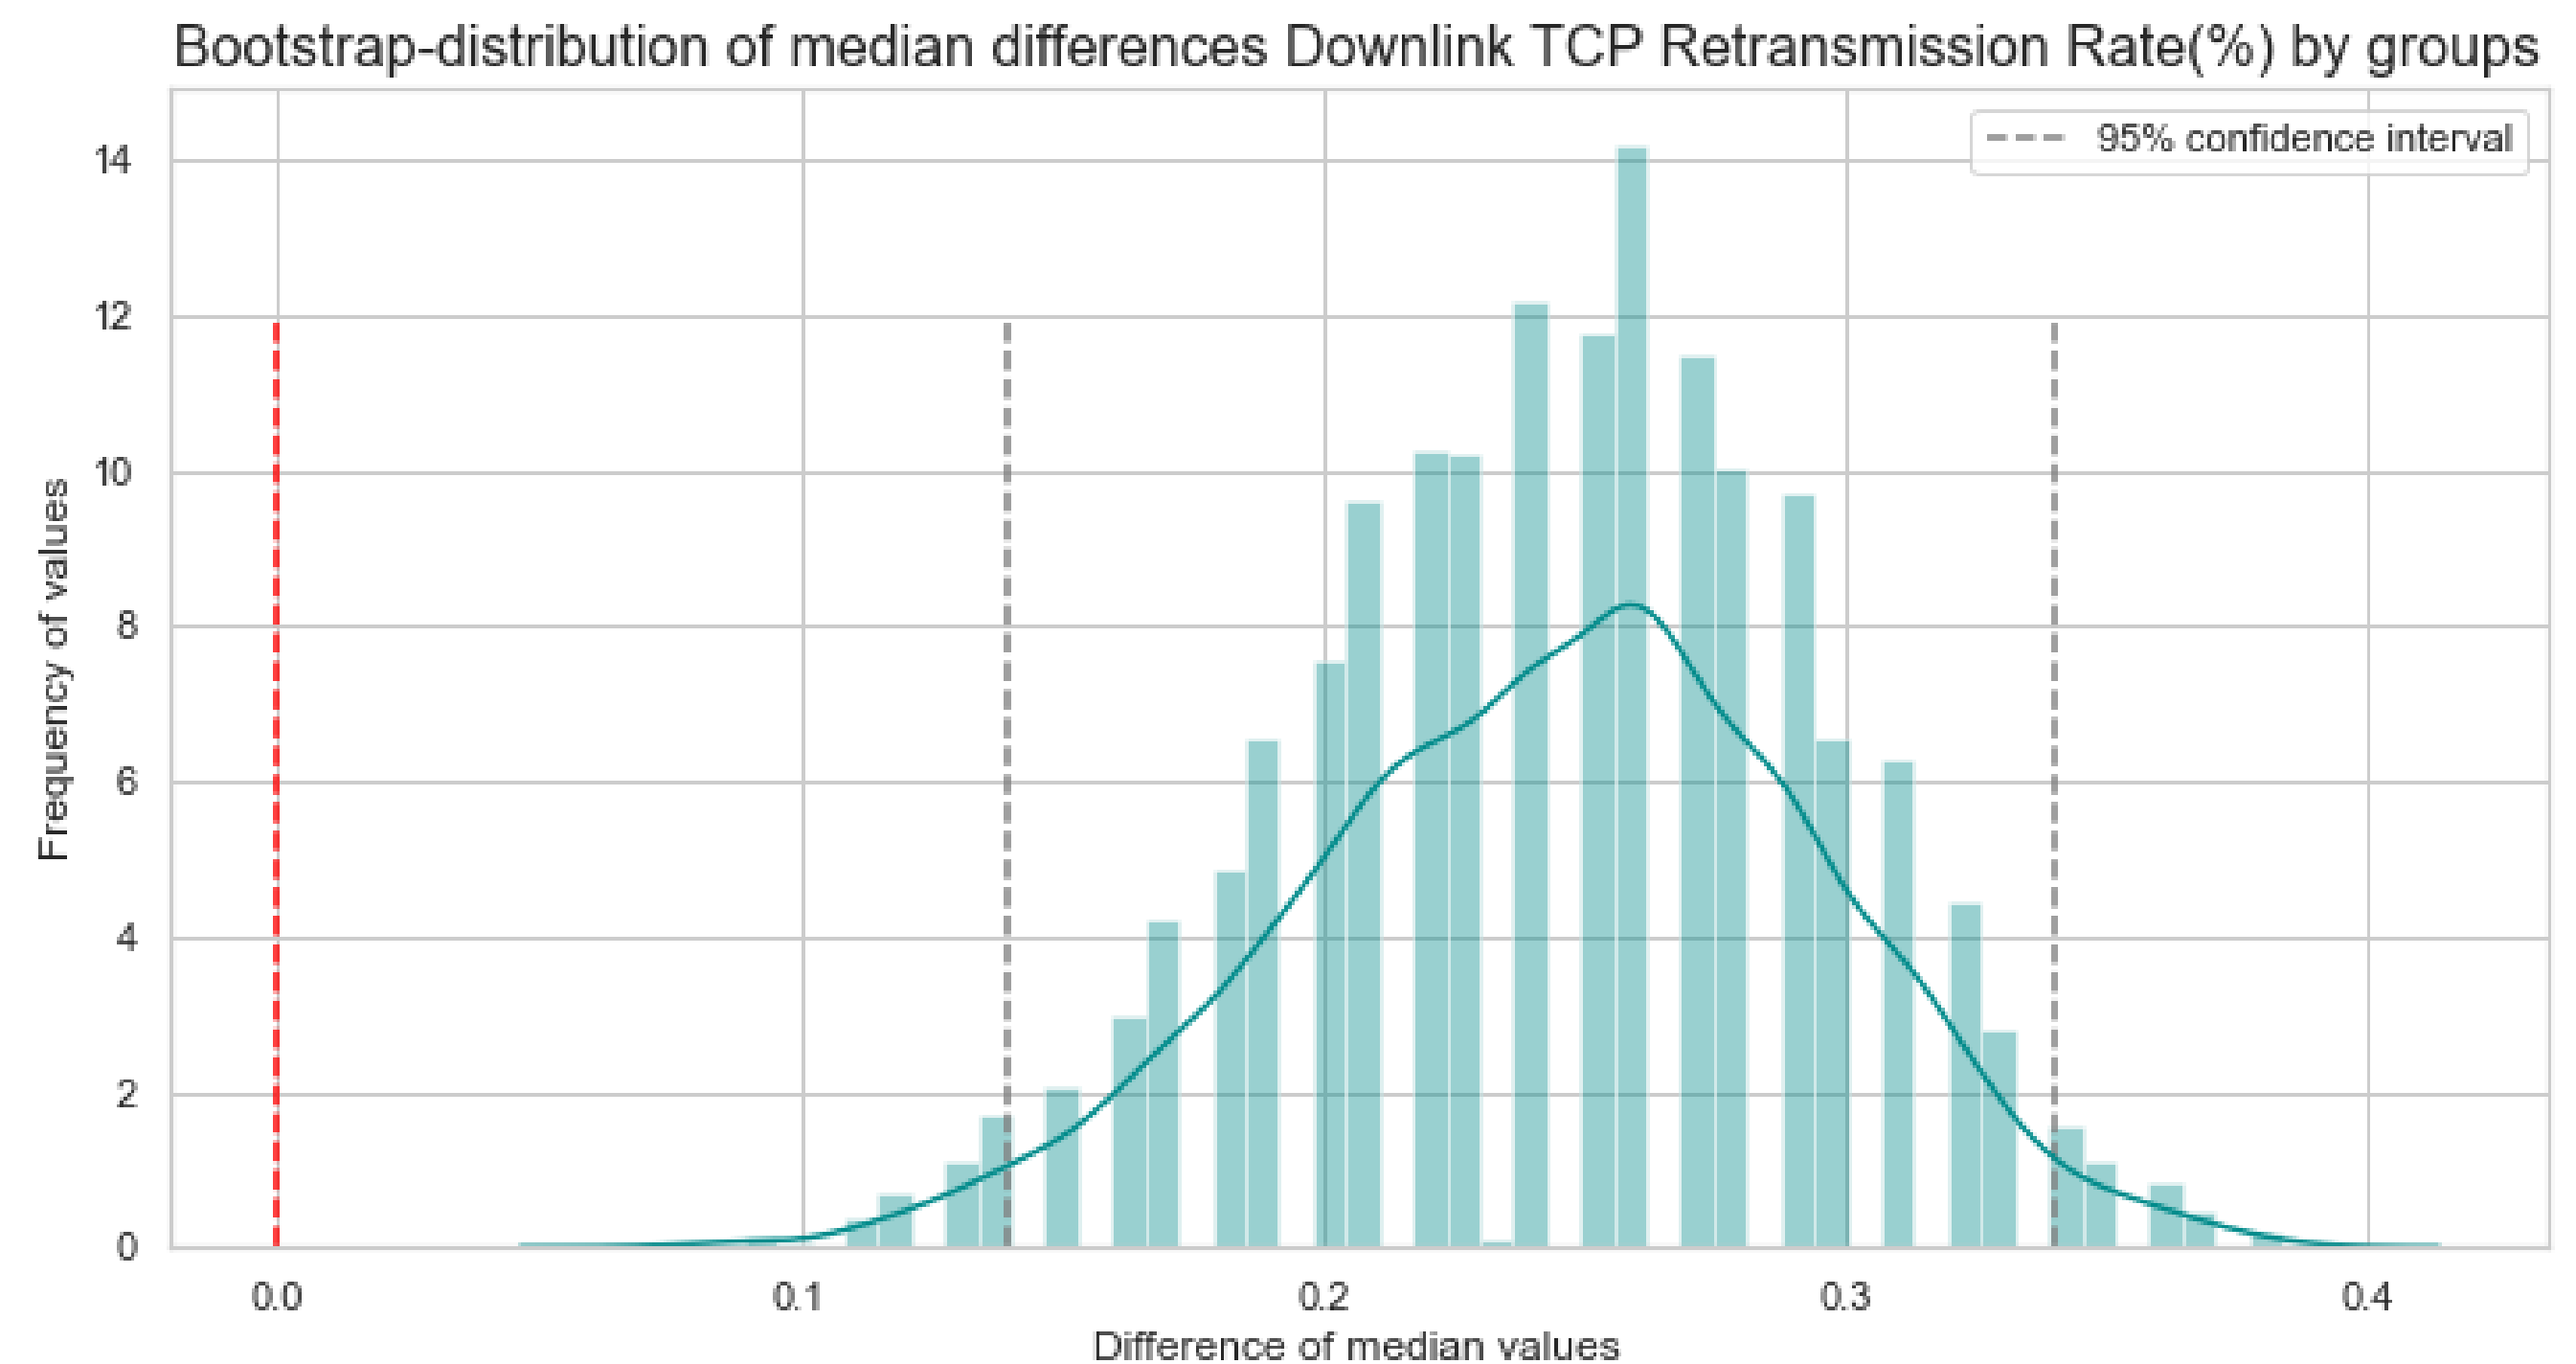 Bootstrap-distribution of median differences Downlink TCP Retransmission Rate(%) by groups
95% confidence interval
14
12
10
8
6
4
2
0
Frequency of values
0.0 0.1 0.2 0.3 0.4
Difference of median values